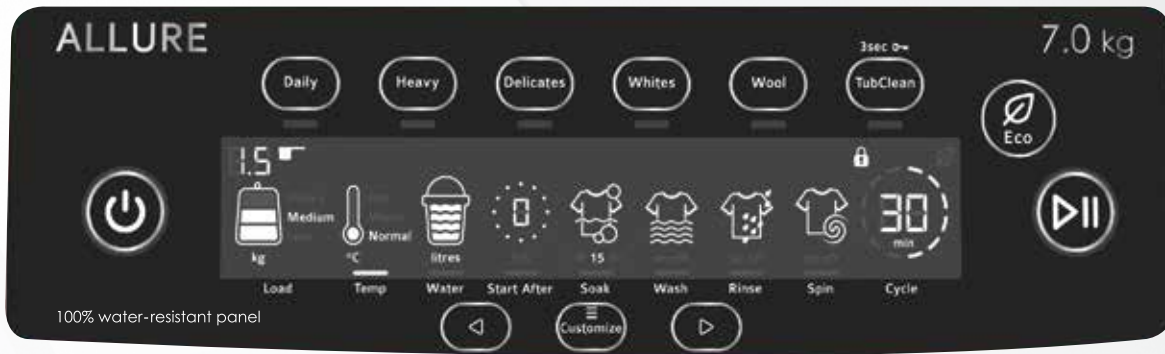 ALLURE
7.0 kg
3sec
Daily
Heavy
Delicates
Whites
Wool
TubClean
Eco
1.5
Medium
Normal
0
30
min
kg
°C
litres
15
Load
Temp
Water
Start After
Soak
Wash
Rinse
Spin
Cycle
100% water-resistant panel
Customize